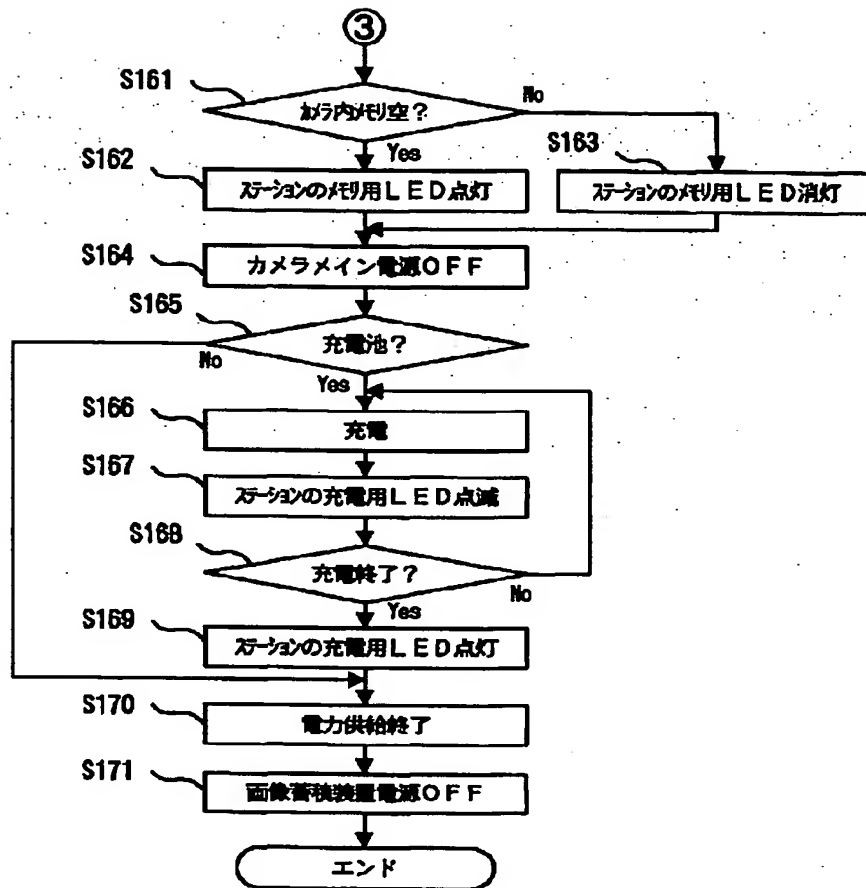 ③
S161
カメラ内メモリ空?
No
Yes
S162
ステーションのメモリ用LED点灯
S163
ステーションのメモリ用LED消灯
S164
カメラメイン電源OFF
S165
充電池?
No
Yes
S166
充電
S167
ステーションの充電用LED点滅
S168
充電終了?
No
Yes
S169
ステーションの充電用LED点灯
S170
電力供給終了
S171
画像蓄積装置電源OFF
エンド